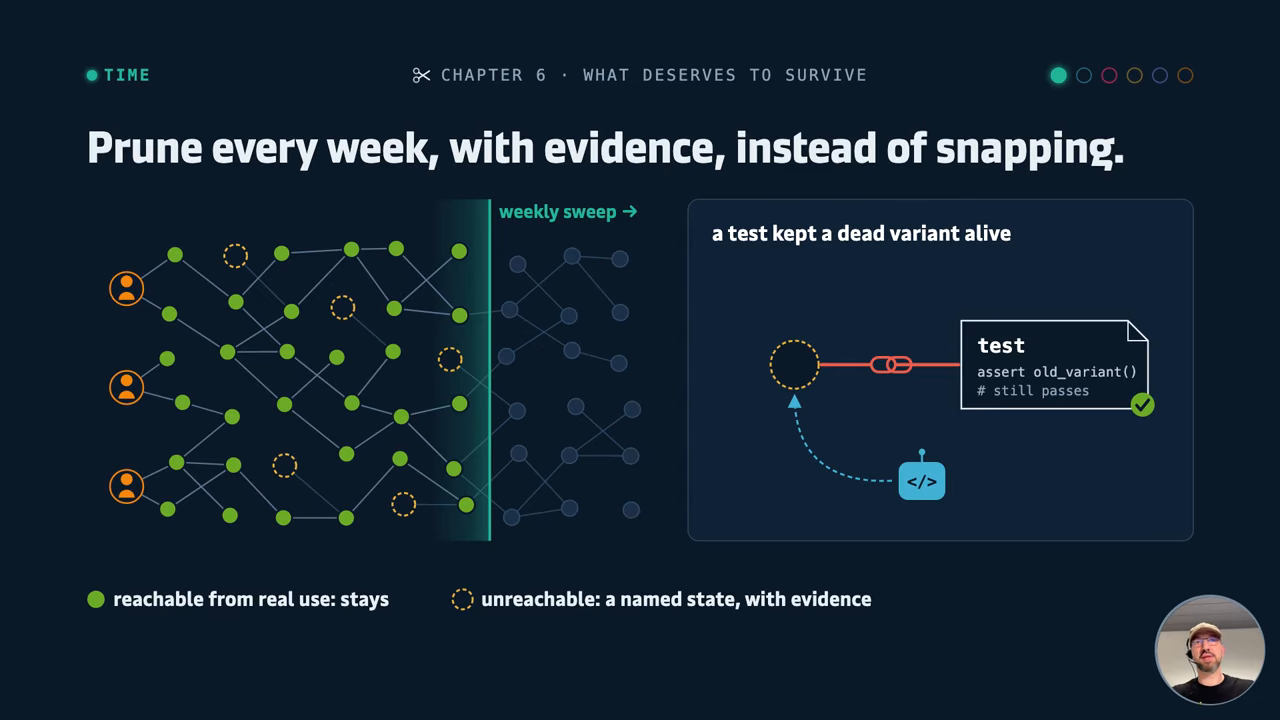 TIME
CHAPTER 6 · WHAT DESERVES TO SURVIVE
Prune every week, with evidence, instead of snapping.
weekly sweep →
a test kept a dead variant alive
test
assert old_variant()
# still passes
</>
reachable from real use: stays
unreachable: a named state, with evidence